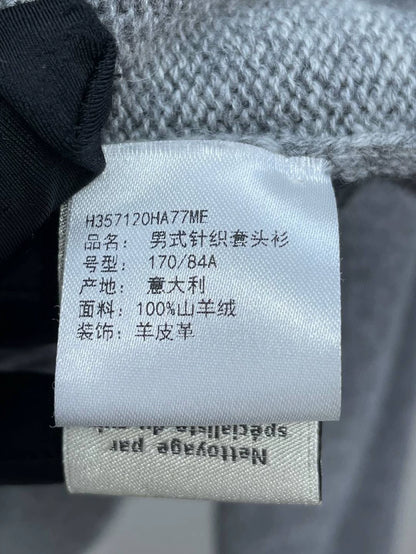 H357120HA77ME
品名： 男式针织套头衫
号型： 170/84A
产地： 意大利
面料： 100%山羊绒
装饰： 羊皮革
Nettoyage par
spécialiste du